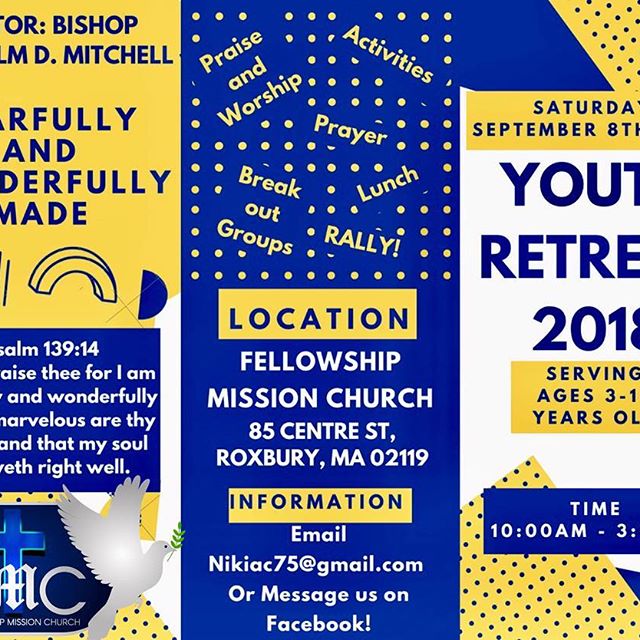 TOR: BISHOP
LM D. MITCHELL
ARFULLY
AND
DERFULLY
MADE
salm 139:14
aise thee for I am
y and wonderfully
marvelous are thy
and that my soul
veth right well.
MC
P MISSION CHURCH
Praise
and
Worship
Activities
Prayer
Break
out
Groups
Lunch
RALLY!
LOCATION
FELLOWSHIP
MISSION CHURCH
85 CENTRE ST,
ROXBURY, MA 02119
INFORMATION
Email
Nikiac75@gmail.com
Or Message us on
Facebook!
SATURDA
SEPTEMBER 8TH
YOUT
RETRE
2018
SERVING
AGES 3-1
YEARS OL
TIME
10:00AM - 3: